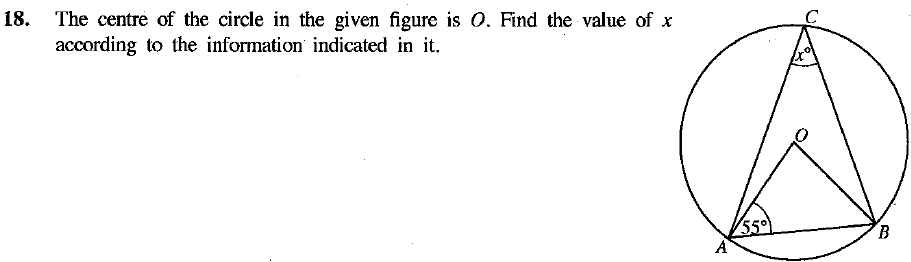 18. The centre of the circle in the given figure is O. Find the value of x
according to the information indicated in it.
C
x°
O
55°
A
B